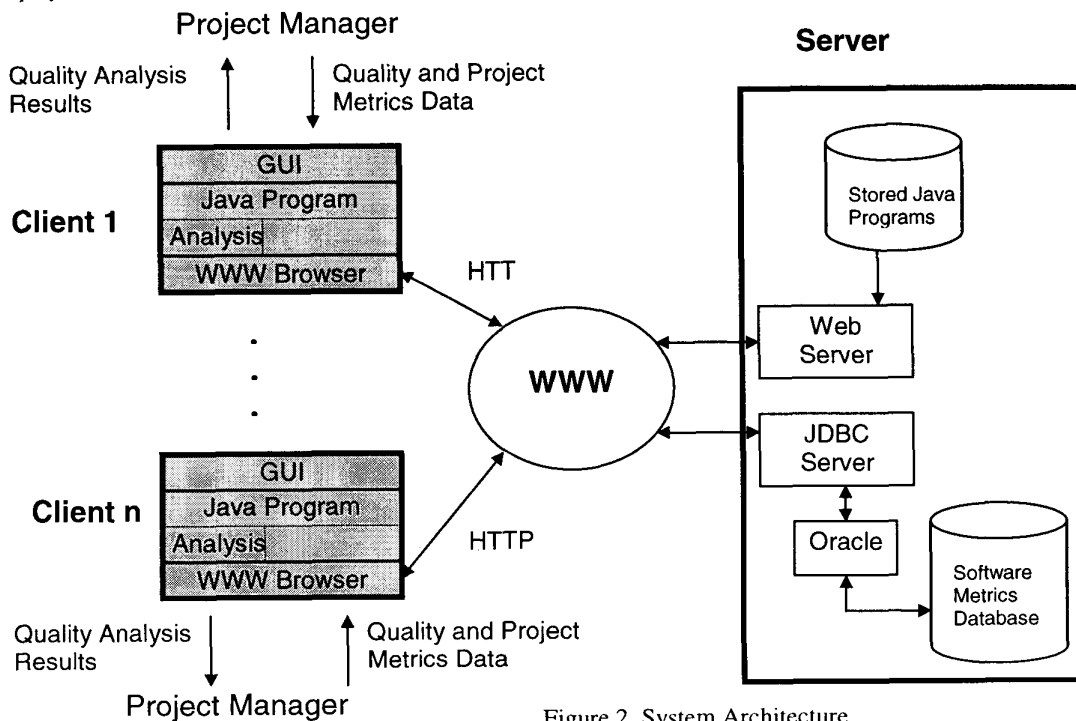 Project Manager
Server
Quality Analysis
Results
Quality and Project
Metrics Data
GUI
Java Program
Analysis
WWW Browser
Client 1
HTT
Stored Java
Programs
Web
Server
WWW
JDBC
Server
Oracle
Software
Metrics
Database
Client n
GUI
Java Program
Analysis
WWW Browser
HTTP
Quality Analysis
Results
Quality and Project
Metrics Data
Project Manager
Figure 2. System Architecture